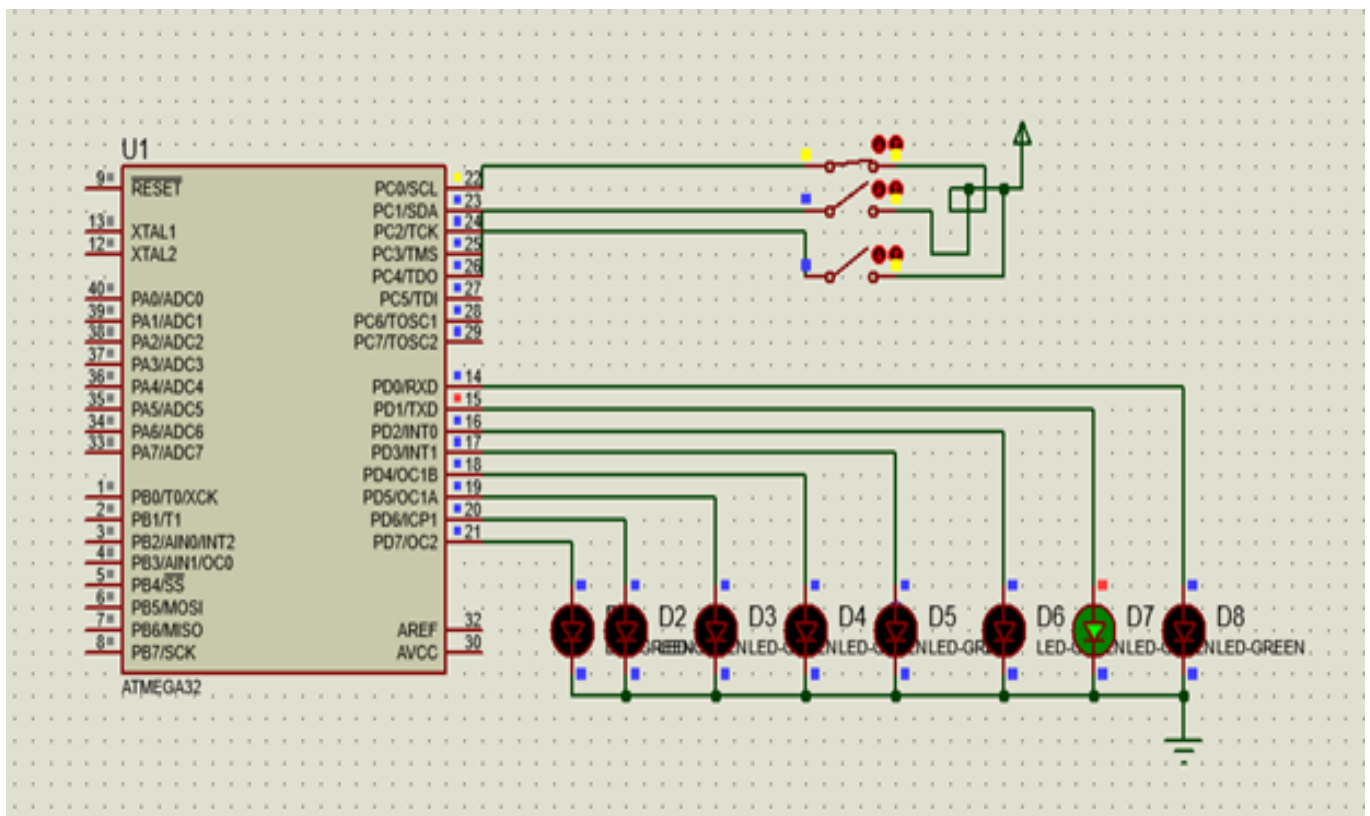 U1
9 RESET PC0/SCL 22
PC1/SDA 23
13 XTAL1 PC2/TCK 24
12 XTAL2 PC3/TMS 25
PC4/TDO 26
40 PA0/ADC0 PC5/TDI 27
39 PA1/ADC1 PC6/TOSC1 28
38 PA2/ADC2 PC7/TOSC2 29
37 PA3/ADC3
36 PA4/ADC4 PD0/RXD 14
35 PA5/ADC5 PD1/TXD 15
34 PA6/ADC6 PD2/INT0 16
33 PA7/ADC7 PD3/INT1 17
PD4/OC1B 18
1 PB0/T0/XCK PD5/OC1A 19
2 PB1/T1 PD6/ICP1 20
3 PB2/AIN0/INT2 PD7/OC2 21
4 PB3/AIN1/OC0
5 PB4/SS
6 PB5/MOSI
7 PB6/MISO AREF 32
8 PB7/SCK AVCC 30
ATMEGA32
D2 D3 D4 D5 D6 D7 D8
LED-GREEN